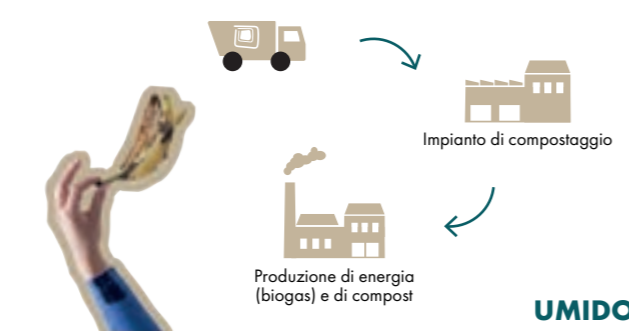 Impianto di compostaggio
Produzione di energia
(biogas) e di compost
UMIDO